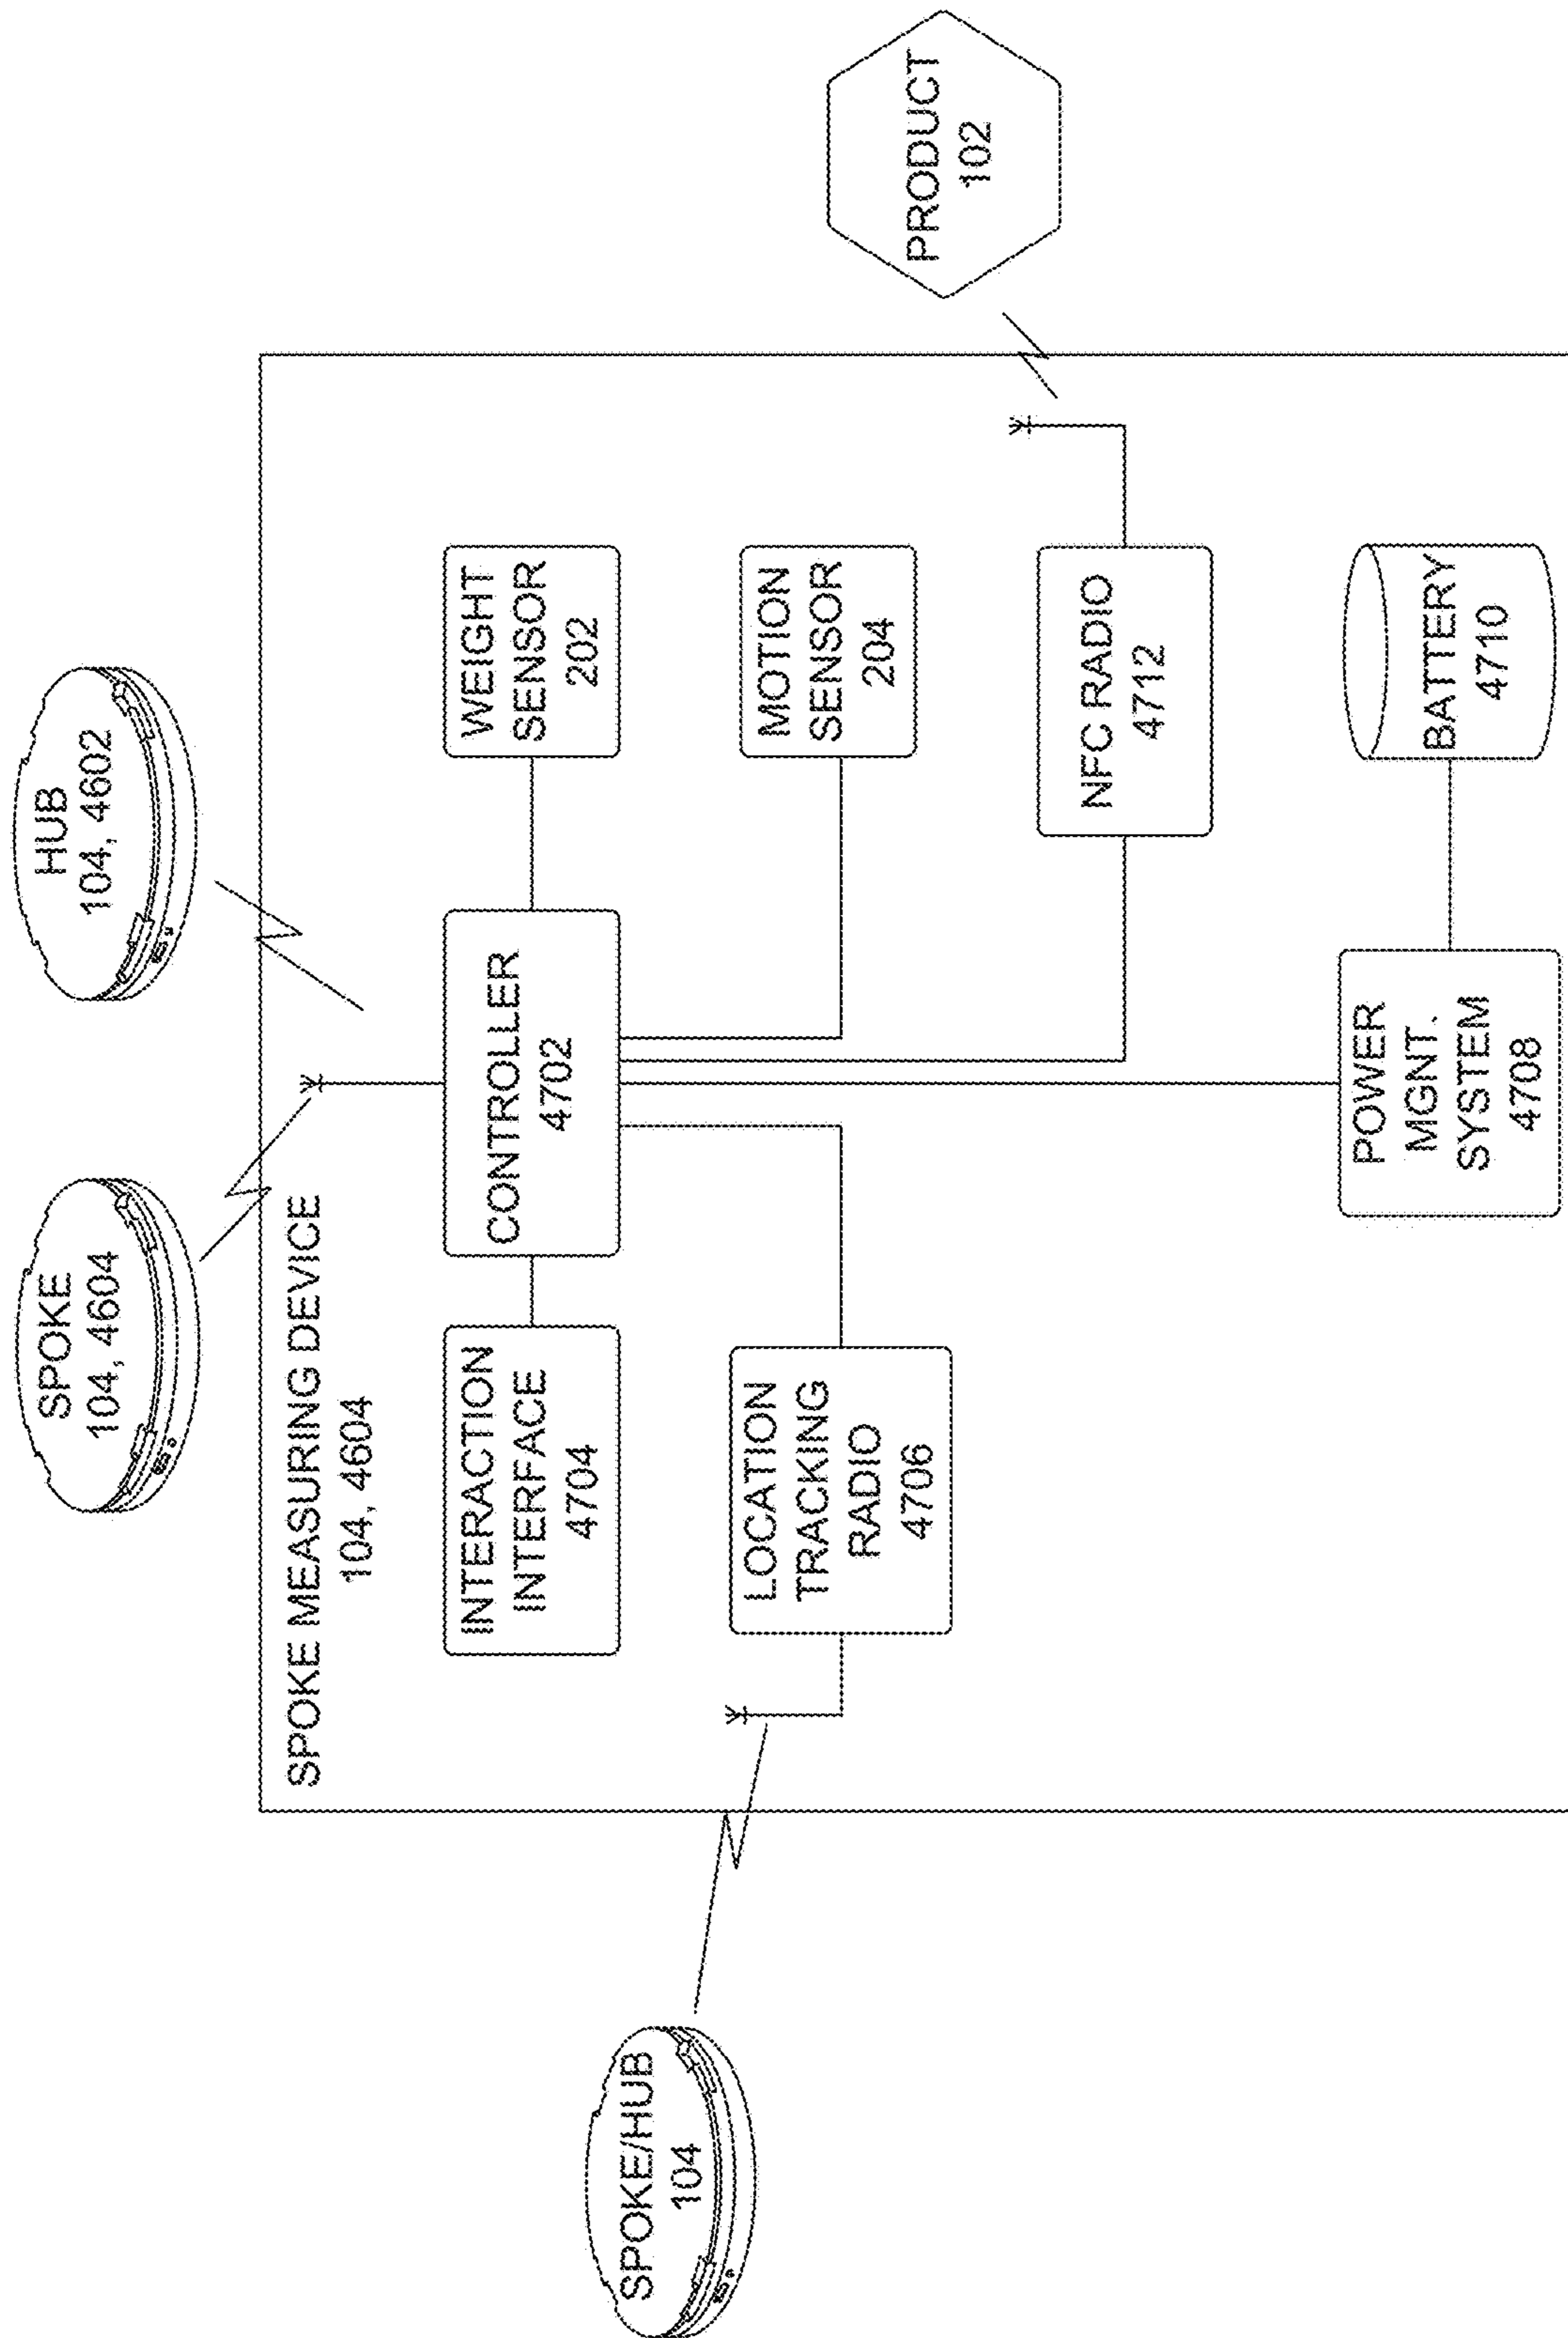 SPOKE
104, 4604
HUB
104, 4602
SPOKE MEASURING DEVICE
104, 4604
SPOKE/HUB
104
INTERACTION
INTERFACE
4704
CONTROLLER
4702
WEIGHT
SENSOR
202
LOCATION
TRACKING
RADIO
4706
MOTION
SENSOR
204
PRODUCT
102
NFC RADIO
4712
POWER
MGNT.
SYSTEM
4708
BATTERY
4710